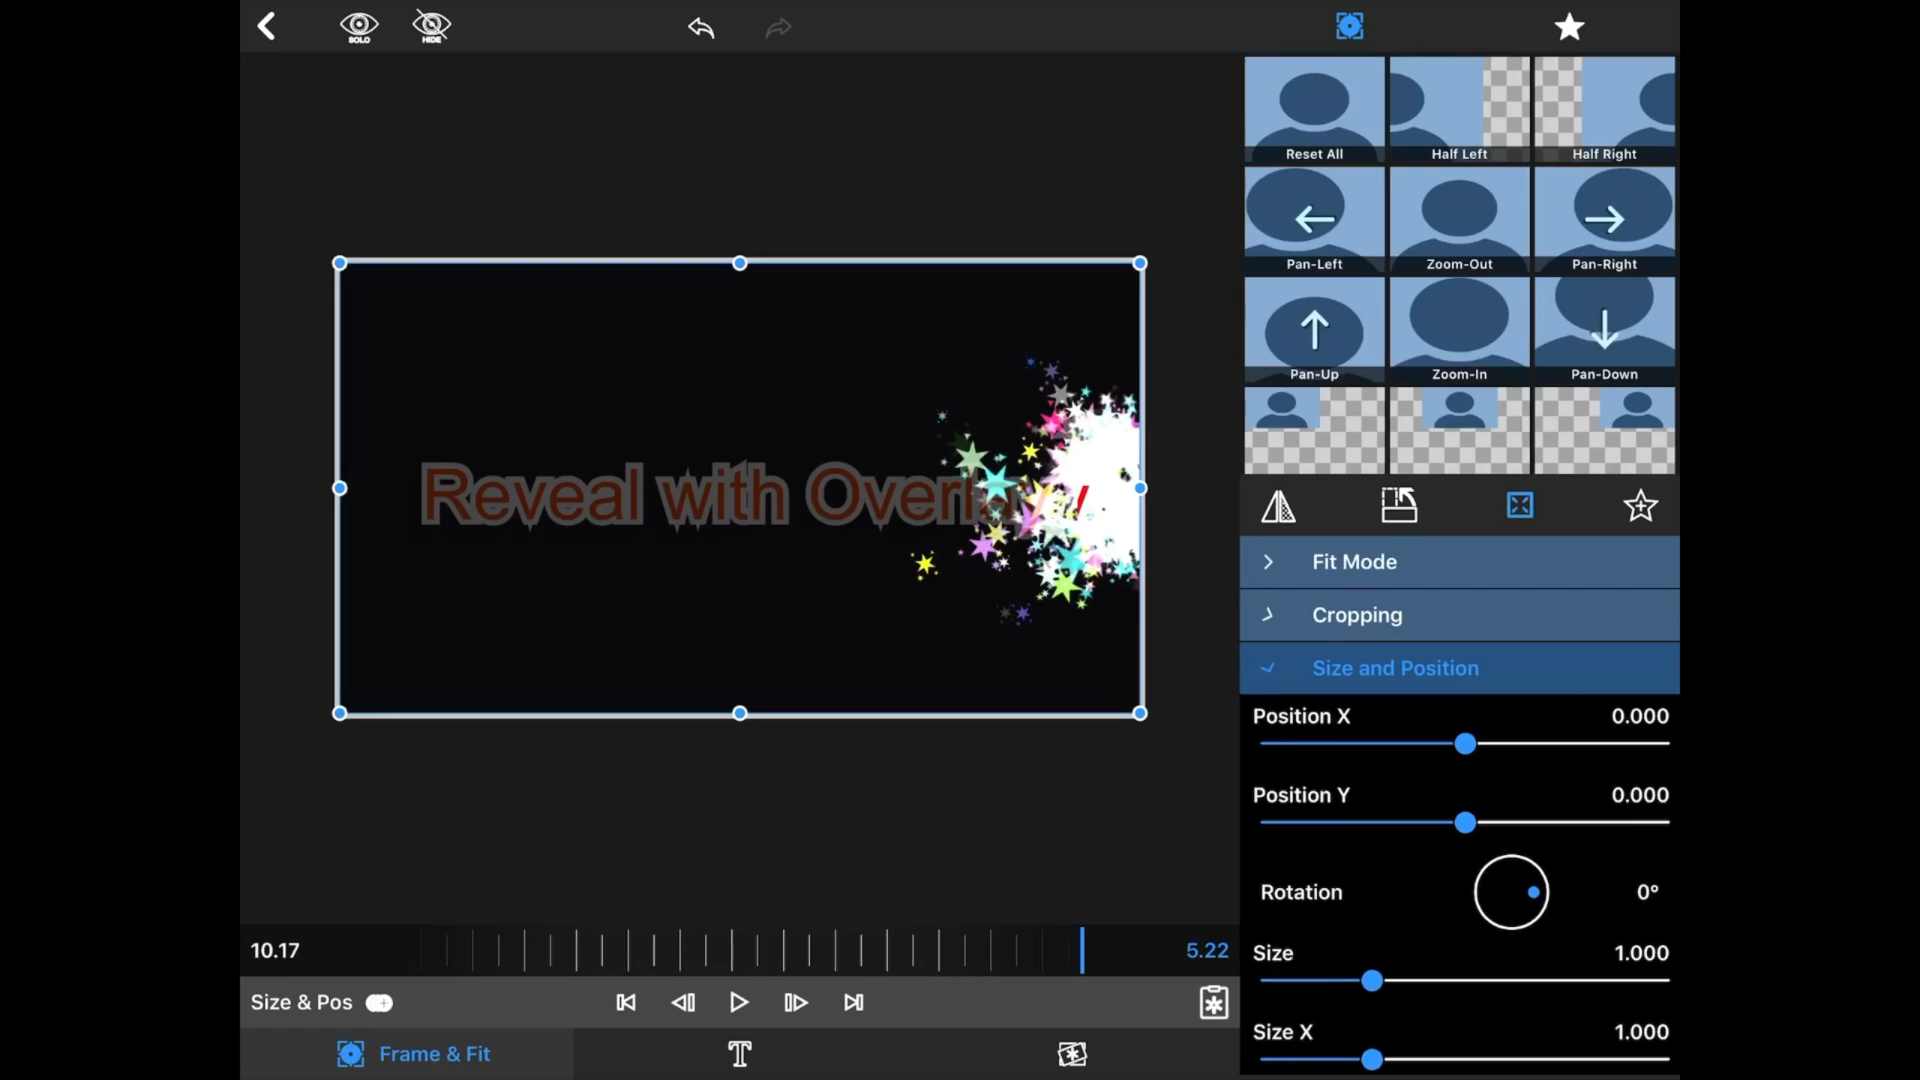 SOLO
HIDE
Reset All
Half Left
Half Right
Pan-Left
Zoom-Out
Pan-Right
Pan-Up
Zoom-In
Pan-Down
Reveal with Overlay
Fit Mode
Cropping
Size and Position
Position X 0.000
Position Y 0.000
Rotation 0°
Size 1.000
Size X 1.000
10.17
5.22
Size & Pos
Frame & Fit